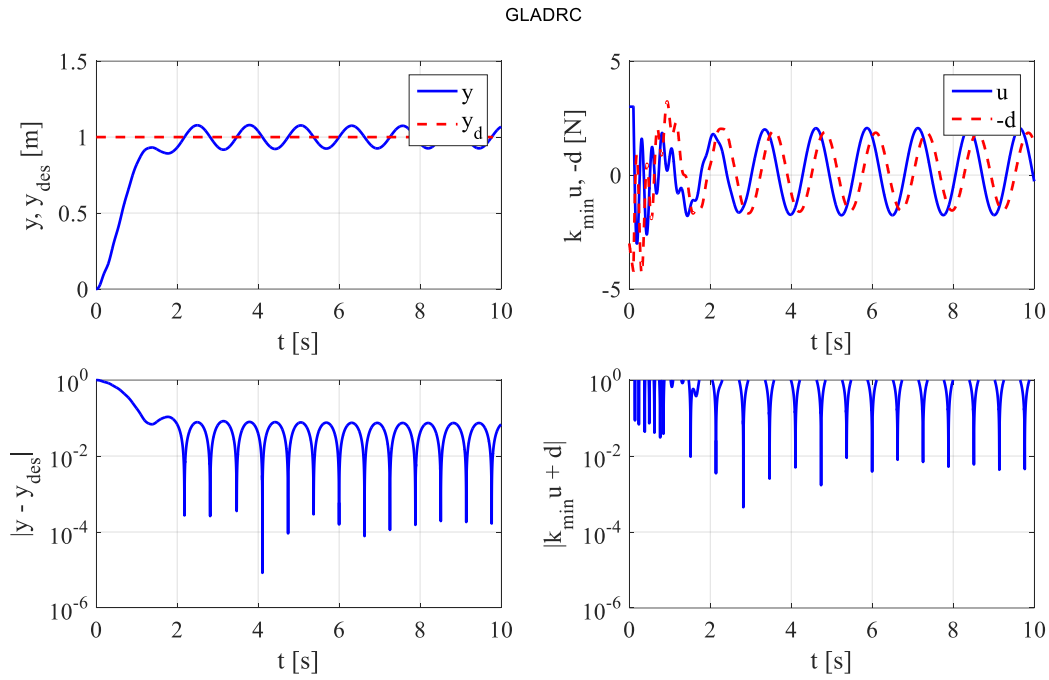 GLADRC
1.5
1
0.5
0
y, y_des [m]
y
y_d
0 2 4 6 8 10
t [s]
5
0
-5
k_min u, -d [N]
u
-d
0 2 4 6 8 10
t [s]
10^0
10^-2
10^-4
10^-6
|y - y_des|
0 2 4 6 8 10
t [s]
10^0
10^-2
10^-4
10^-6
|k_min u + d|
0 2 4 6 8 10
t [s]